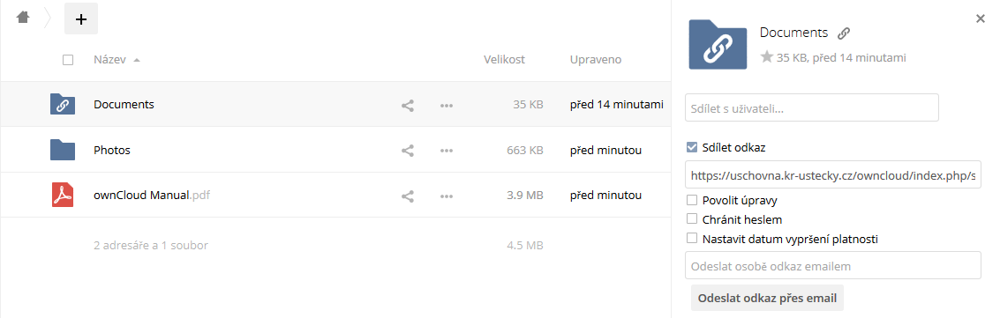 +
Název Velikost Upraveno
Documents 35 KB před 14 minutami
Photos 663 KB před minutou
ownCloud Manual.pdf 3.9 MB před minutou
2 adresáře a 1 soubor 4.5 MB
Documents
35 KB, před 14 minutami
Sdílet s uživateli...
Sdílet odkaz
https://uschovna.kr-ustecky.cz/owncloud/index.php/s
Povolit úpravy
Chránit heslem
Nastavit datum vypršení platnosti
Odeslat osobě odkaz emailem
Odeslat odkaz přes email